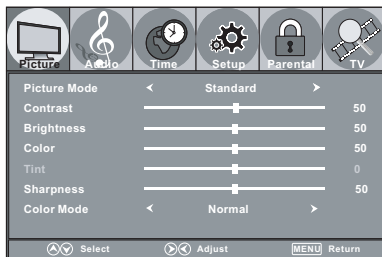 Picture Audio Time Setup Parental TV
Picture Mode Standard
Contrast 50
Brightness 50
Color 50
Tint 0
Sharpness 50
Color Mode Normal
Select Adjust MENU Return